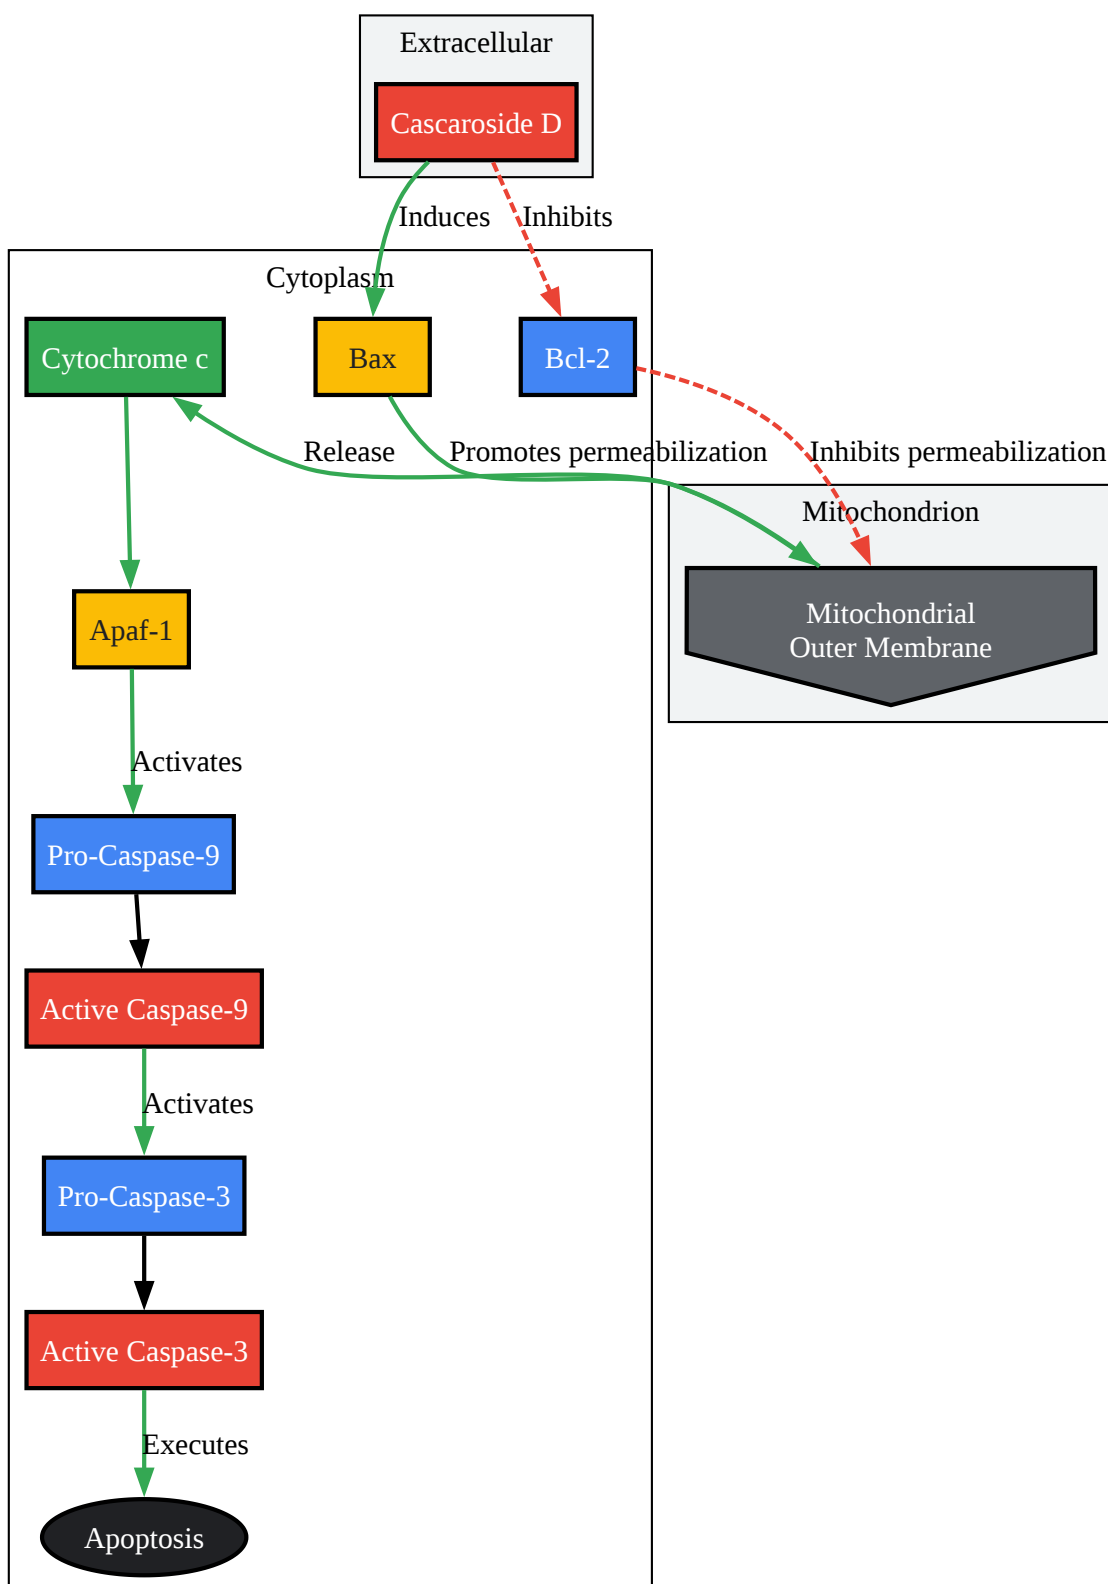 Extracellular
Cascaroside D
Induces
Inhibits
Cytoplasm
Cytochrome c
Bax
Bcl-2
Release
Promotes permeabilization
Inhibits permeabilization
Mitochondrion
Mitochondrial
Outer Membrane
Apaf-1
Activates
Pro-Caspase-9
Active Caspase-9
Activates
Pro-Caspase-3
Active Caspase-3
Executes
Apoptosis